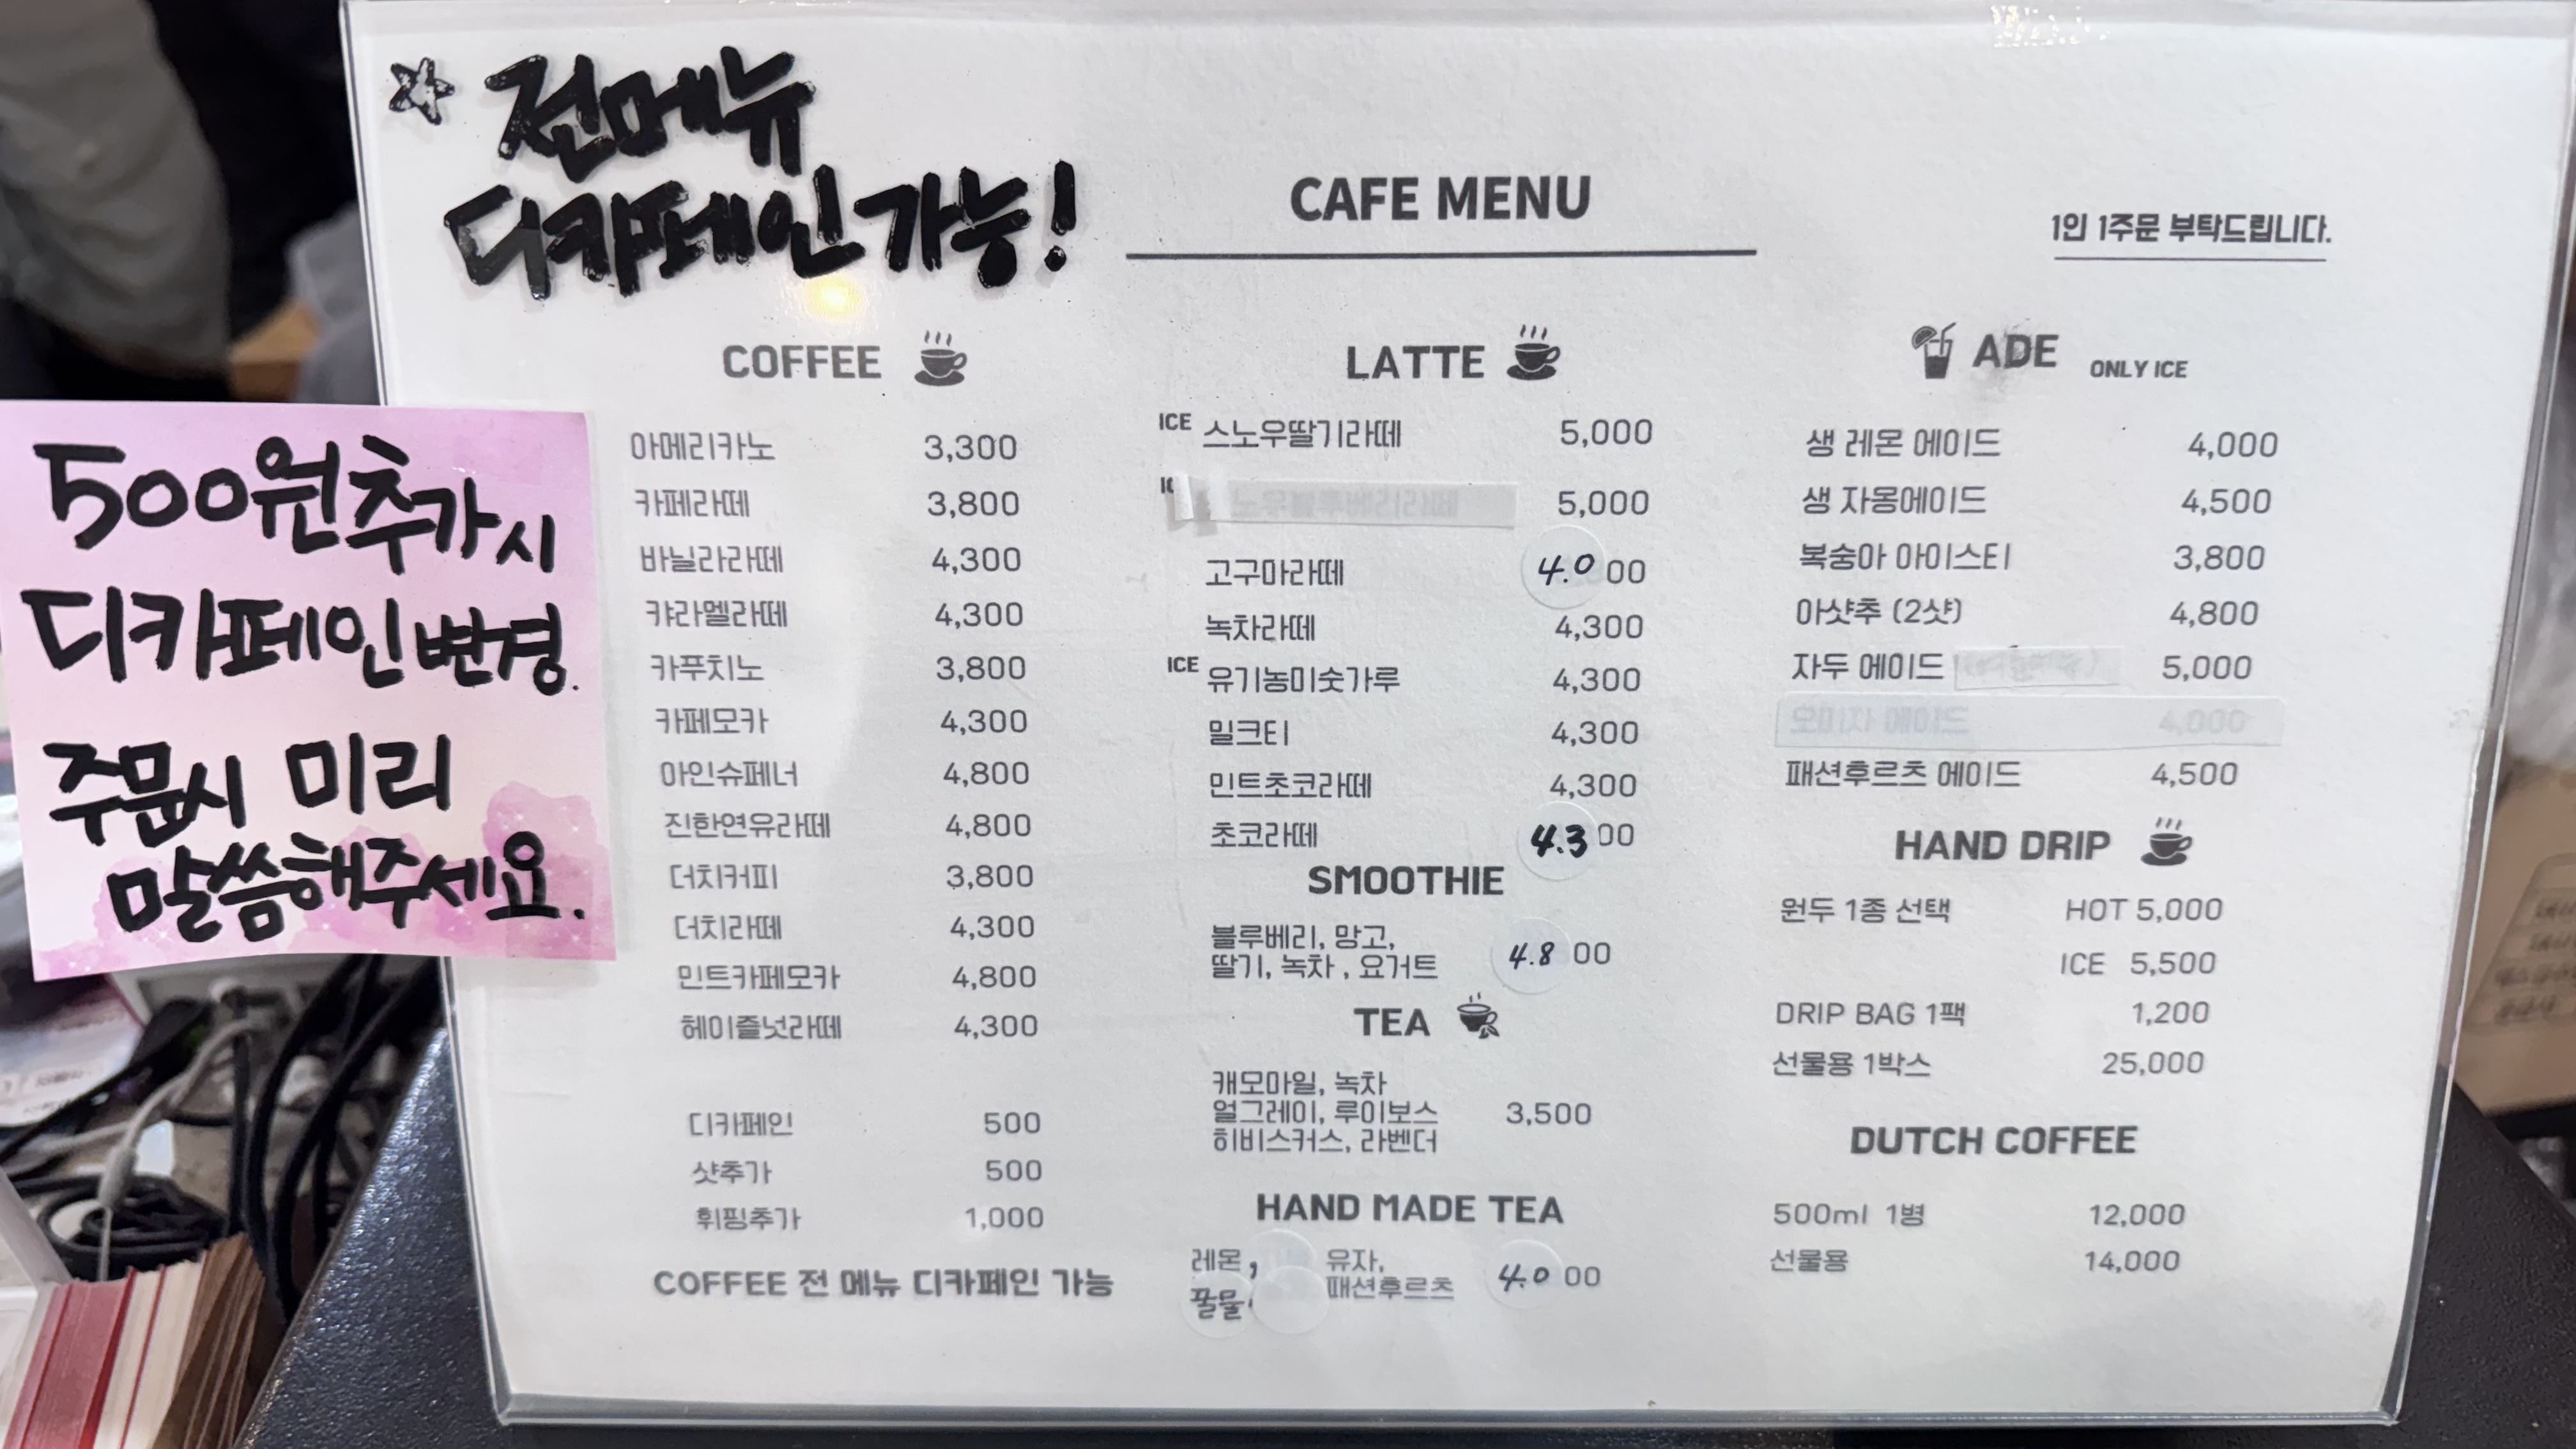 전메뉴
디카페인 가능!
500원 추가시
디카페인 변경.
주문시 미리
말씀해주세요.
CAFE MENU
1인 1주문 부탁드립니다.
COFFEE
아메리카노 3,300
카페라떼 3,800
바닐라라떼 4,300
캬라멜라떼 4,300
카푸치노 3,800
카페모카 4,300
아인슈페너 4,800
진한연유라떼 4,800
더치커피 3,800
더치라떼 4,300
민트카페모카 4,800
헤이즐넛라떼 4,300
디카페인 500
샷추가 500
휘핑추가 1,000
COFFEE 전 메뉴 디카페인 가능
LATTE
ICE 스노우딸기라떼 5,000
5,000
고구마라떼 4.000
녹차라떼 4,300
ICE 유기농미숫가루 4,300
밀크티 4,300
민트초코라떼 4,300
초코라떼 4.300
SMOOTHIE
블루베리, 망고,
딸기, 녹차 , 요거트 4.800
TEA
캐모마일, 녹차
얼그레이, 루이보스 3,500
히비스커스, 라벤더
HAND MADE TEA
레몬, 유자,
패션후르츠 4.000
ADE ONLY ICE
생 레몬 에이드 4,000
생 자몽에이드 4,500
복숭아 아이스티 3,800
아샷추 (2샷) 4,800
자두 에이드 5,000
오미자 에이드 4,000
패션후르츠 에이드 4,500
HAND DRIP
원두 1종 선택 HOT 5,000
ICE 5,500
DRIP BAG 1팩 1,200
선물용 1박스 25,000
DUTCH COFFEE
500ml 1병 12,000
선물용 14,000